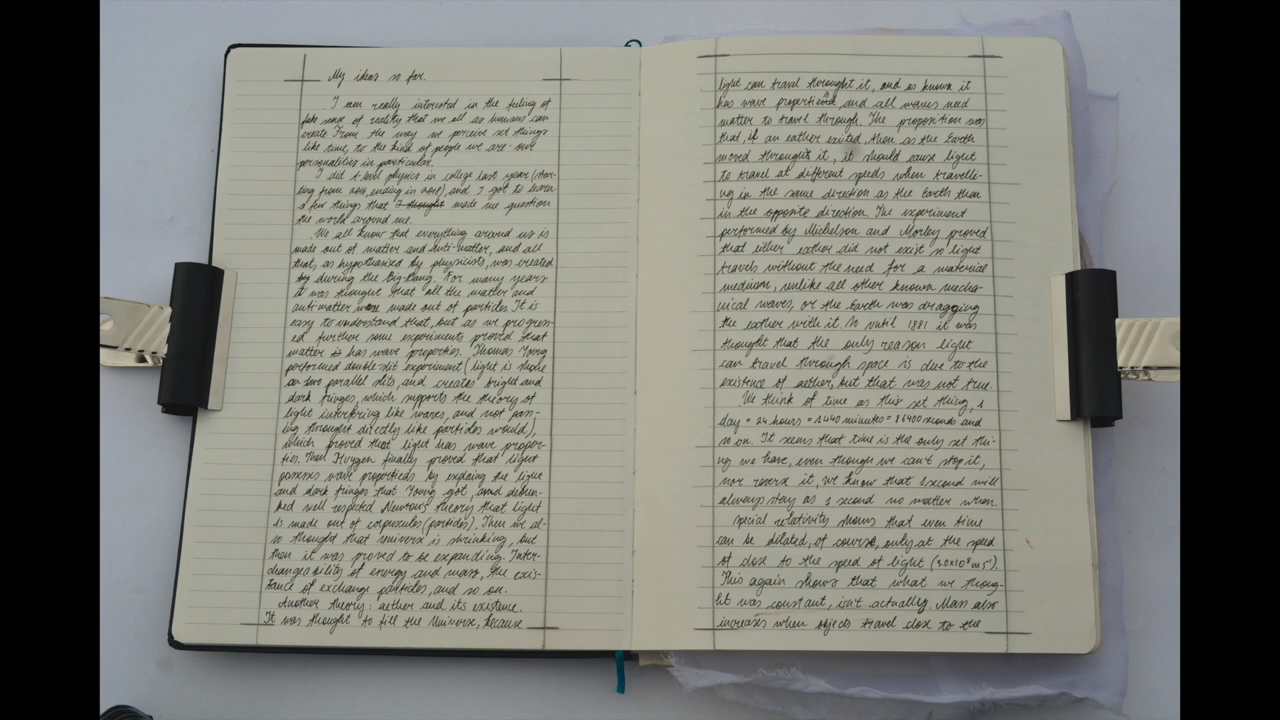 My ideas so far.
I am really interested in the feeling of
fake sense of reality that we all as humans can
create From the way we perceive set things
like time, to the kind of people we are - our
personalities in particular.
I did A-level physics in college last year (star-
ting from ending in), and I got to learn
a few things that I thought made me question
the world around me.
We all know that everything around us is
made out of matter and anti-matter, and all
that, as hypothesised by physicists, was created
by during the Big-Bang. For many years
it was thought that all the matter and
anti-matter were made out of particles. It is
easy to understand that, but as we progress-
ed further some experiments proved that
matter is has wave properties. Thomas Young
performed double slit experiment (light is shone
on two parallel slits, and creates bright and
dark fringes, which supports the theory of
light interfering like waves, and not pass-
ing throught directly like particles would),
which proved that light has wave proper-
ties. Then Huygen finally proved that light
posseses wave propertieds by explaing the light
and dark fringes that Young got, and debun-
ked well respected Newton's theory that light
is made out of corpuscules (particles). Then we al-
so thought that universe is shrinking, but
then it was proved to be expanding. Inter-
changeability of energy and mass, the exis-
tance of exchange particles, and so on.
Another theory: aether and its existence.
It was thought to fill the Universe, because
light can travel throught it, and as known it
has wave properties and all waves need
matter to travel through. The proposition was
that, if an eather existed, then as the Earth
moved throught it, it should cause light
to travel at different speeds when travelli-
ng in the same direction as the Earth then
in the opposite direction. The experiment
performed by Michelson and Morley proved
that either eather did not exist so light
travels without the need for a material
medium, unlike all other known mecha-
nical waves, or the Earth was dragging
the eather with it. So until 1881 it was
thought that the only reason light
can travel through space is due to the
existence of aether, but that was not true.
We think of time as this set thing, 1
day = 24 hours = 1440 minutes = 86400 seconds and
so on. It seems that time is the only set thi-
ng we have, even though we can't stop it,
nor reverse it, we know that 1 second will
always stay as 1 second no matter when.
Special relativity shows that even time
can be dilated, of course, only at the speed
of close to the speed of light (3.0×10⁸ms⁻¹).
This again shows that what we thoug-
ht was constant, isn't actually. Mass also
increases when objects travel close to the